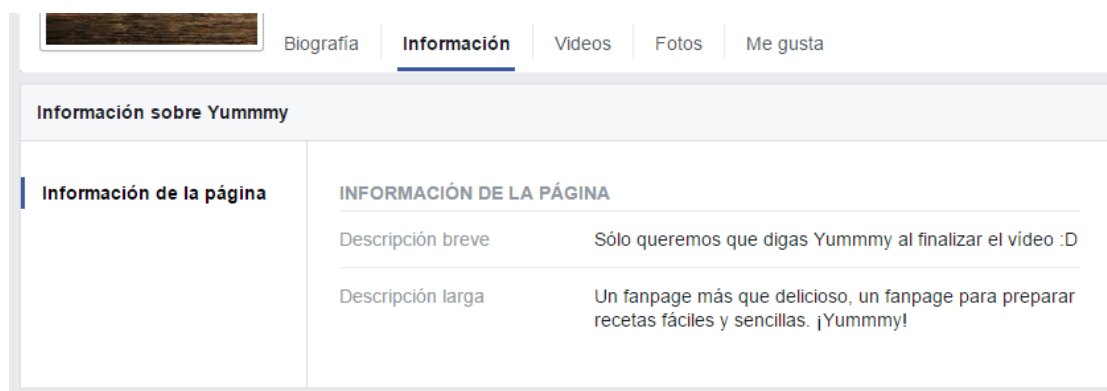 Biografía Información Videos Fotos Me gusta
Información sobre Yummmy
Información de la página
INFORMACIÓN DE LA PÁGINA
Descripción breve Sólo queremos que digas Yummmy al finalizar el vídeo :D
Descripción larga Un fanpage más que delicioso, un fanpage para preparar
recetas fáciles y sencillas. ¡Yummmy!